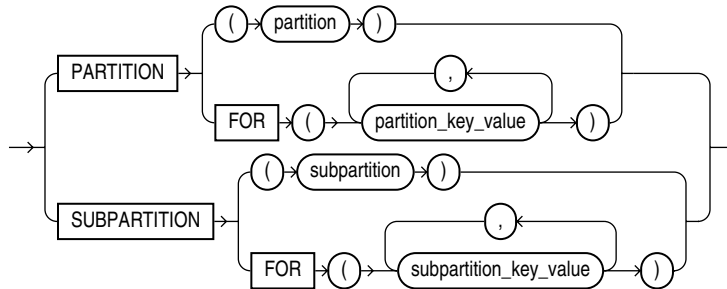 ( partition )
PARTITION
,
FOR ( partition_key_value )
( subpartition )
SUBPARTITION
,
FOR ( subpartition_key_value )